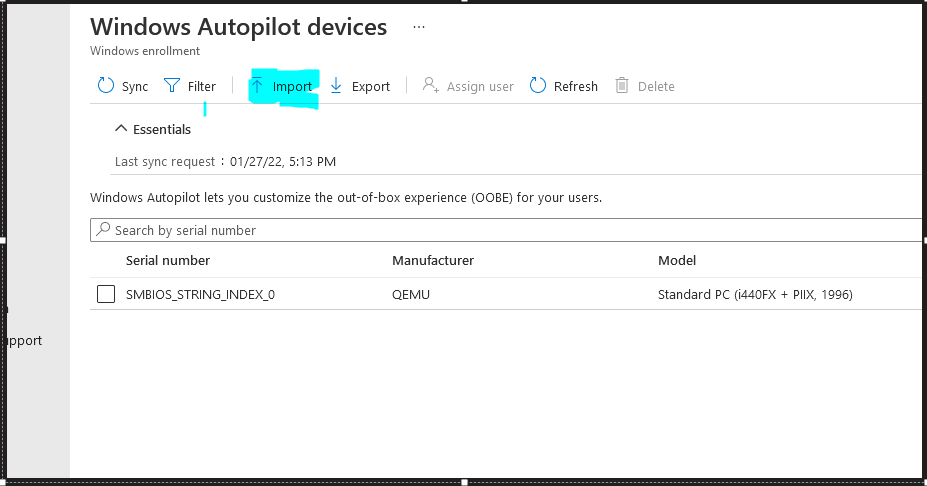 Windows Autopilot devices ...
Windows enrollment
Sync Filter Import Export Assign user Refresh Delete
Essentials
Last sync request : 01/27/22, 5:13 PM
Windows Autopilot lets you customize the out-of-box experience (OOBE) for your users.
Search by serial number
Serial number Manufacturer Model
SMBIOS_STRING_INDEX_0 QEMU Standard PC (i440FX + PIIX, 1996)
upport